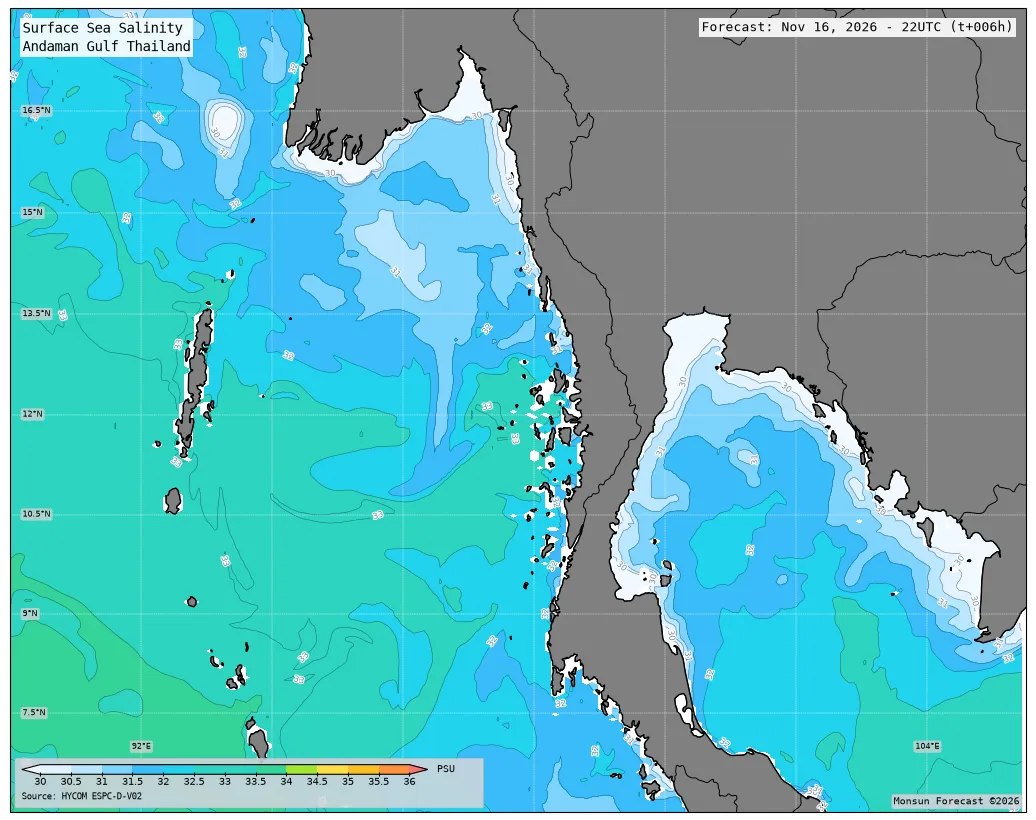 Surface Sea Salinity
Andaman Gulf Thailand
Forecast: Nov 16, 2026 - 22UTC (t+006h)
16.5°N
15°N
13.5°N
12°N
10.5°N
9°N
7.5°N
92°E
104°E
30 30.5 31 31.5 32 32.5 33 33.5 34 34.5 35 35.5 36
PSU
Source: HYCOM ESPC-D-V02
Monsun Forecast ©2026